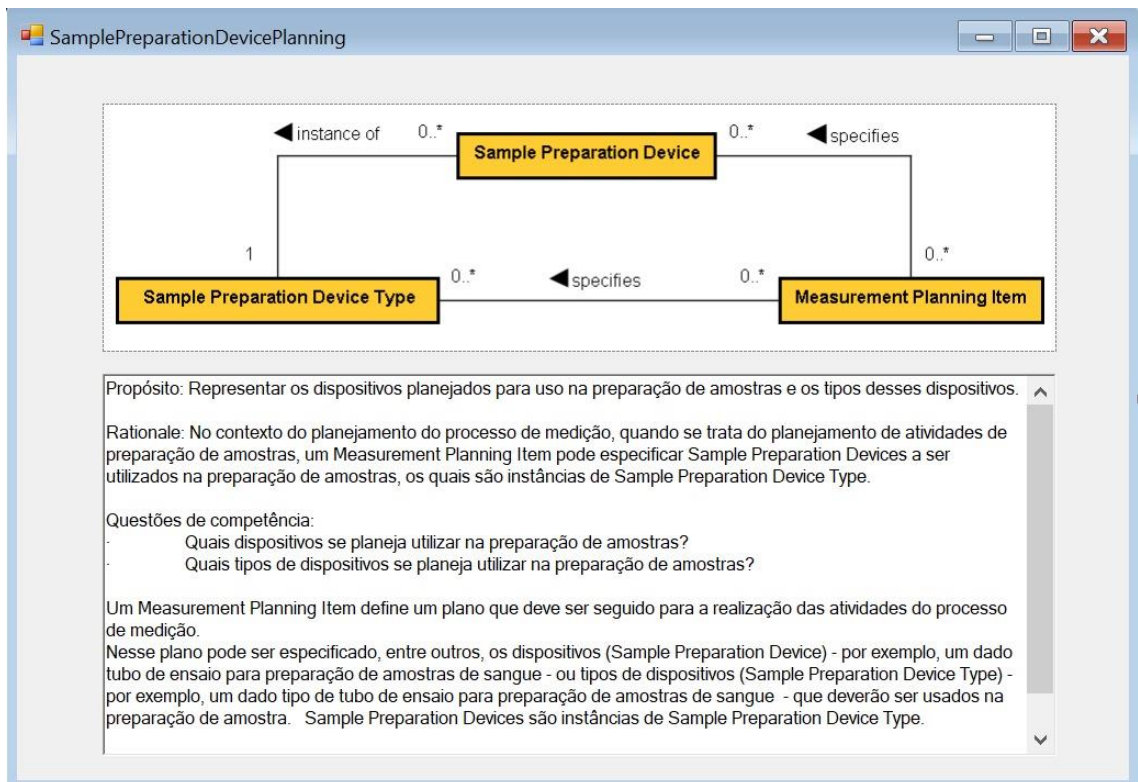 SamplePreparationDevicePlanning
◀instance of 0..* Sample Preparation Device 0..* ◀specifies
1 0..*
Sample Preparation Device Type 0..* ◀specifies 0..* Measurement Planning Item
Propósito: Representar os dispositivos planejados para uso na preparação de amostras e os tipos desses dispositivos.
Rationale: No contexto do planejamento do processo de medição, quando se trata do planejamento de atividades de
preparação de amostras, um Measurement Planning Item pode especificar Sample Preparation Devices a ser
utilizados na preparação de amostras, os quais são instâncias de Sample Preparation Device Type.
Questões de competência:
· Quais dispositivos se planeja utilizar na preparação de amostras?
· Quais tipos de dispositivos se planeja utilizar na preparação de amostras?
Um Measurement Planning Item define um plano que deve ser seguido para a realização das atividades do processo
de medição.
Nesse plano pode ser especificado, entre outros, os dispositivos (Sample Preparation Device) - por exemplo, um dado
tubo de ensaio para preparação de amostras de sangue - ou tipos de dispositivos (Sample Preparation Device Type) -
por exemplo, um dado tipo de tubo de ensaio para preparação de amostras de sangue - que deverão ser usados na
preparação de amostra. Sample Preparation Devices são instâncias de Sample Preparation Device Type.